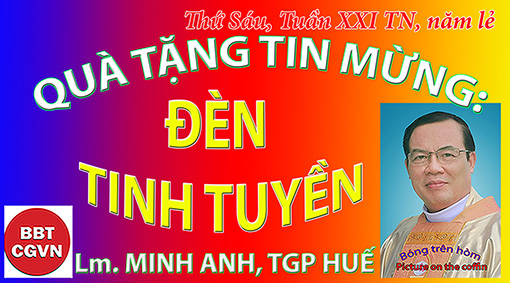 Thứ Sáu, Tuần XXI TN, năm lẻ
QUÀ TẶNG TIN MỪNG:
ĐÈN
TINH TUYỀN
BBT
CGVN
Lm. MINH ANH, TGP HUẾ
Bóng trên hòm
Picture on the coffin